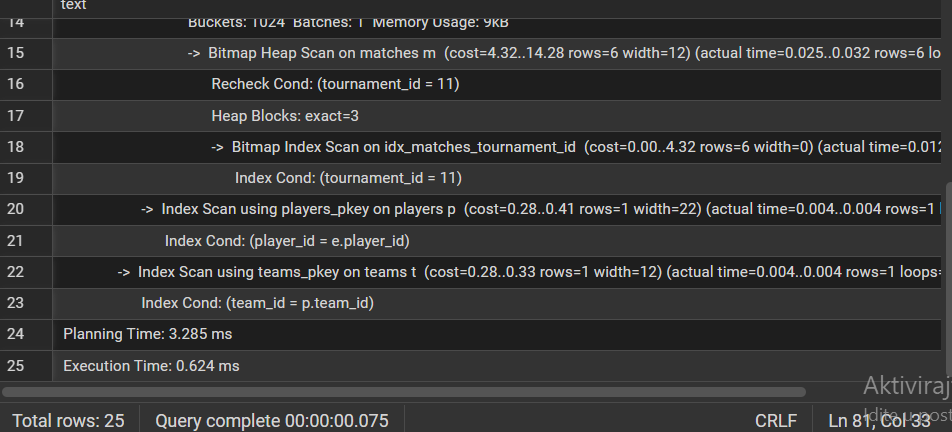 text
14 Buckets: 1024 Batches: 1 Memory Usage: 9kB
15 -> Bitmap Heap Scan on matches m (cost=4.32..14.28 rows=6 width=12) (actual time=0.025..0.032 rows=6 lo
16 Recheck Cond: (tournament_id = 11)
17 Heap Blocks: exact=3
18 -> Bitmap Index Scan on idx_matches_tournament_id (cost=0.00..4.32 rows=6 width=0) (actual time=0.012
19 Index Cond: (tournament_id = 11)
20 -> Index Scan using players_pkey on players p (cost=0.28..0.41 rows=1 width=22) (actual time=0.004..0.004 rows=1
21 Index Cond: (player_id = e.player_id)
22 -> Index Scan using teams_pkey on teams t (cost=0.28..0.33 rows=1 width=12) (actual time=0.004..0.004 rows=1 loops=
23 Index Cond: (team_id = p.team_id)
24 Planning Time: 3.285 ms
25 Execution Time: 0.624 ms
Aktiviraj
Idite u post
Total rows: 25 Query complete 00:00:00.075 CRLF Ln 81, Col 33